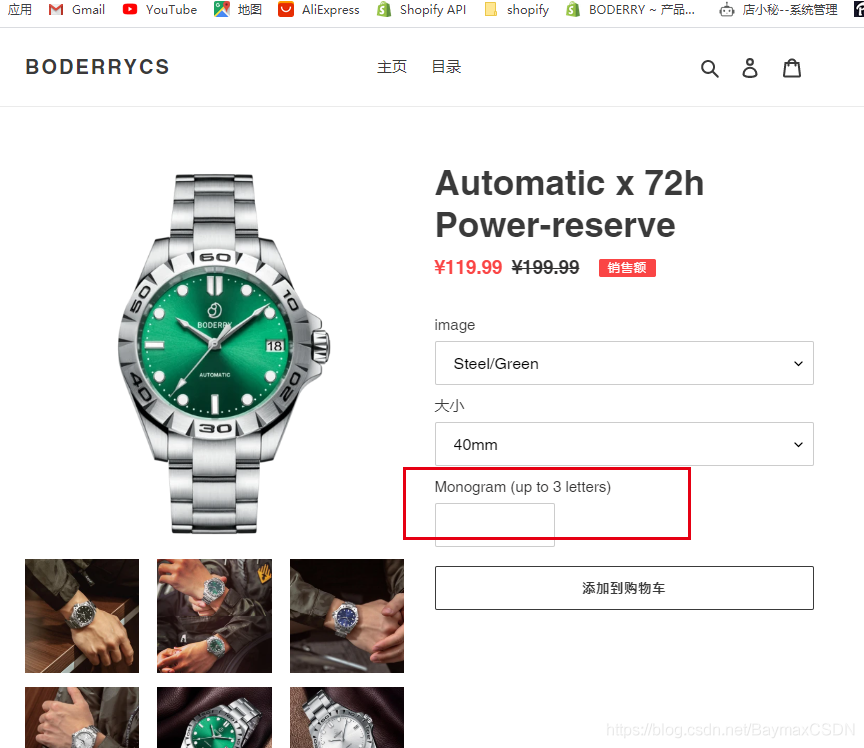 应用 Gmail YouTube 地图 AliExpress Shopify API shopify BODERRY ~ 产品... 店小秘--系统管理
BODERRYCS 主页 目录
Automatic x 72h
Power-reserve
¥119.99 ¥199.99 销售额
image
Steel/Green
大小
40mm
Monogram (up to 3 letters)
添加到购物车
60
10
20
30
40
50
BODERRY
18
AUTOMATIC
https://blog.csdn.net/BaymaxCSDN